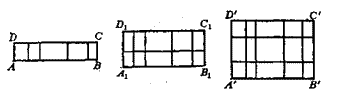 D C D₁ C₁ D' C'
A B A₁ B₁ A' B'